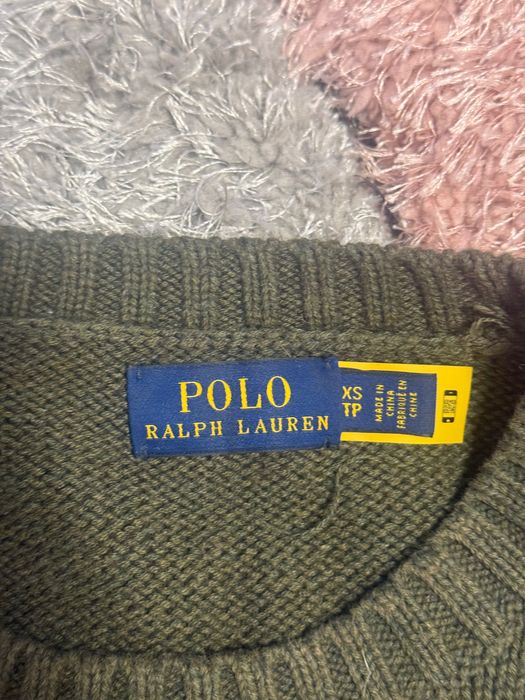 POLO
RALPH LAUREN
XS
TP
MADE IN
CHINA
FABRIQUÉ EN
CHINE